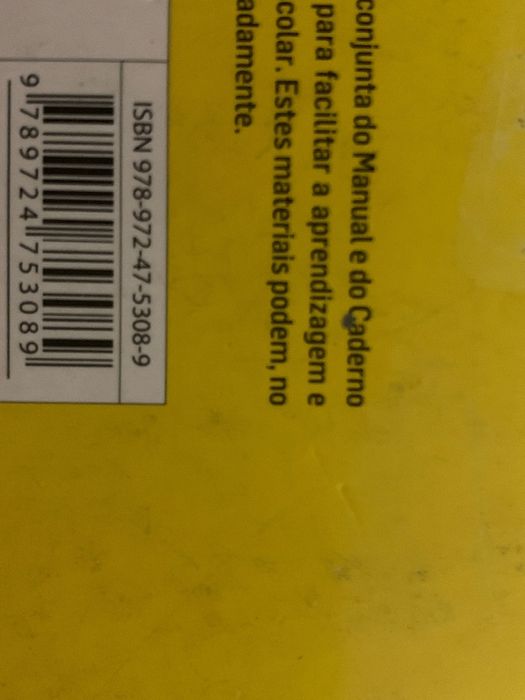 conjunta do Manual e do Caderno
para facilitar a aprendizagem e
colar. Estes materiais podem, no
adamente.
ISBN 978-972-47-5308-9
9 789724 753089